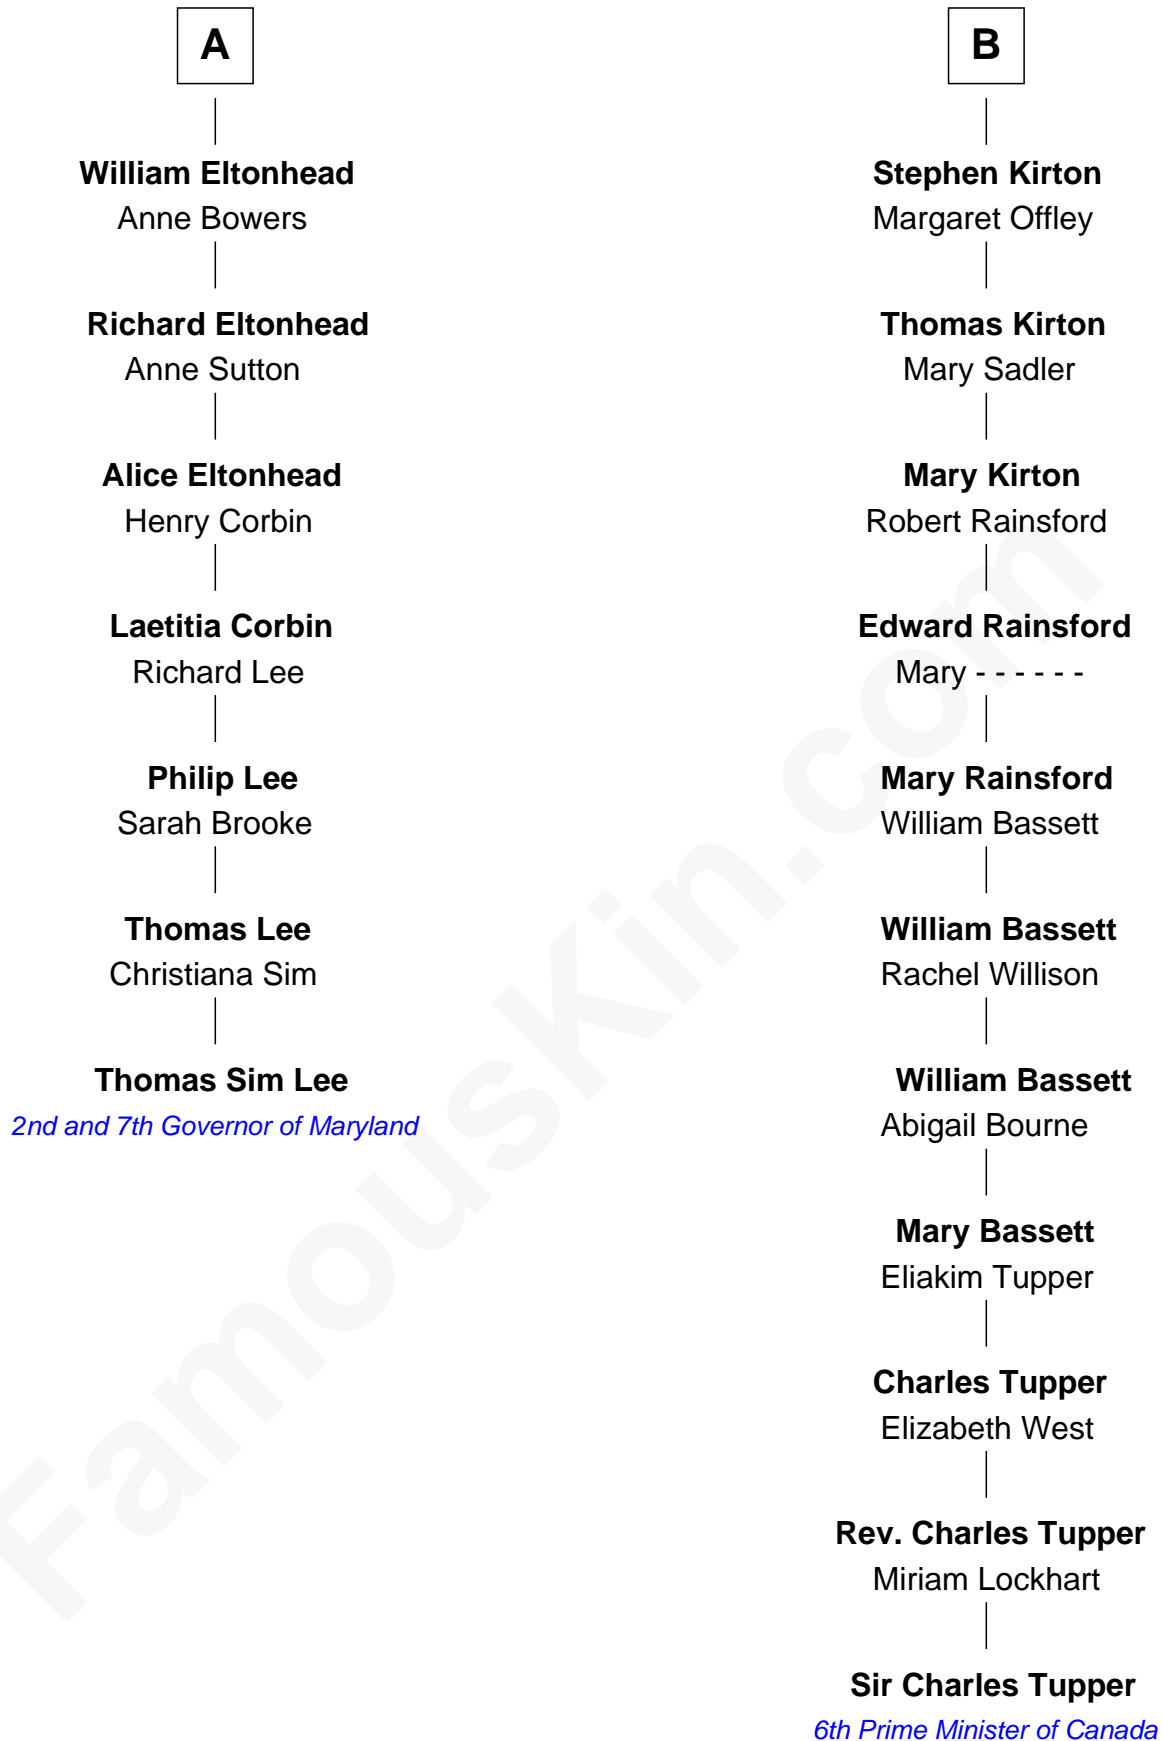 A
William Eltonhead
Anne Bowers
Richard Eltonhead
Anne Sutton
Alice Eltonhead
Henry Corbin
Laetitia Corbin
Richard Lee
Philip Lee
Sarah Brooke
Thomas Lee
Christiana Sim
Thomas Sim Lee
2nd and 7th Governor of Maryland
B
Stephen Kirton
Margaret Offley
Thomas Kirton
Mary Sadler
Mary Kirton
Robert Rainsford
Edward Rainsford
Mary - - - - - -
Mary Rainsford
William Bassett
William Bassett
Rachel Willison
William Bassett
Abigail Bourne
Mary Bassett
Eliakim Tupper
Charles Tupper
Elizabeth West
Rev. Charles Tupper
Miriam Lockhart
Sir Charles Tupper
6th Prime Minister of Canada
FamousKin.com